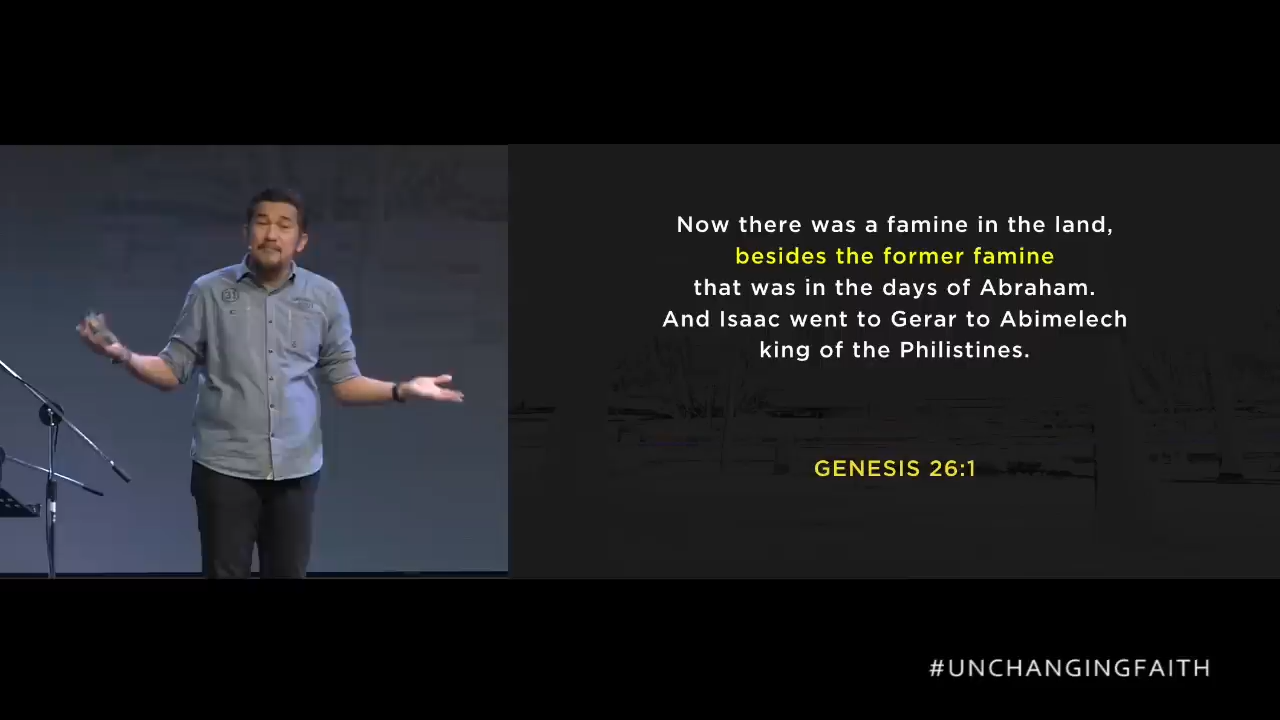 Now there was a famine in the land,
besides the former famine
that was in the days of Abraham.
And Isaac went to Gerar to Abimelech
king of the Philistines.
GENESIS 26:1
#UNCHANGINGFAITH